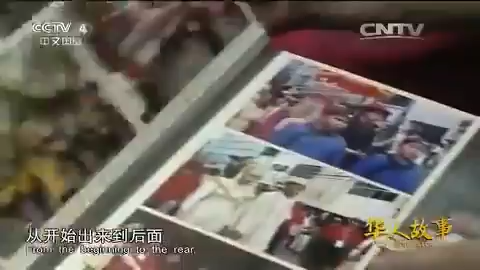 CCTV 4
中文国际
CNTV
从开始出来到后面
from the beginning to the rear,
华人故事